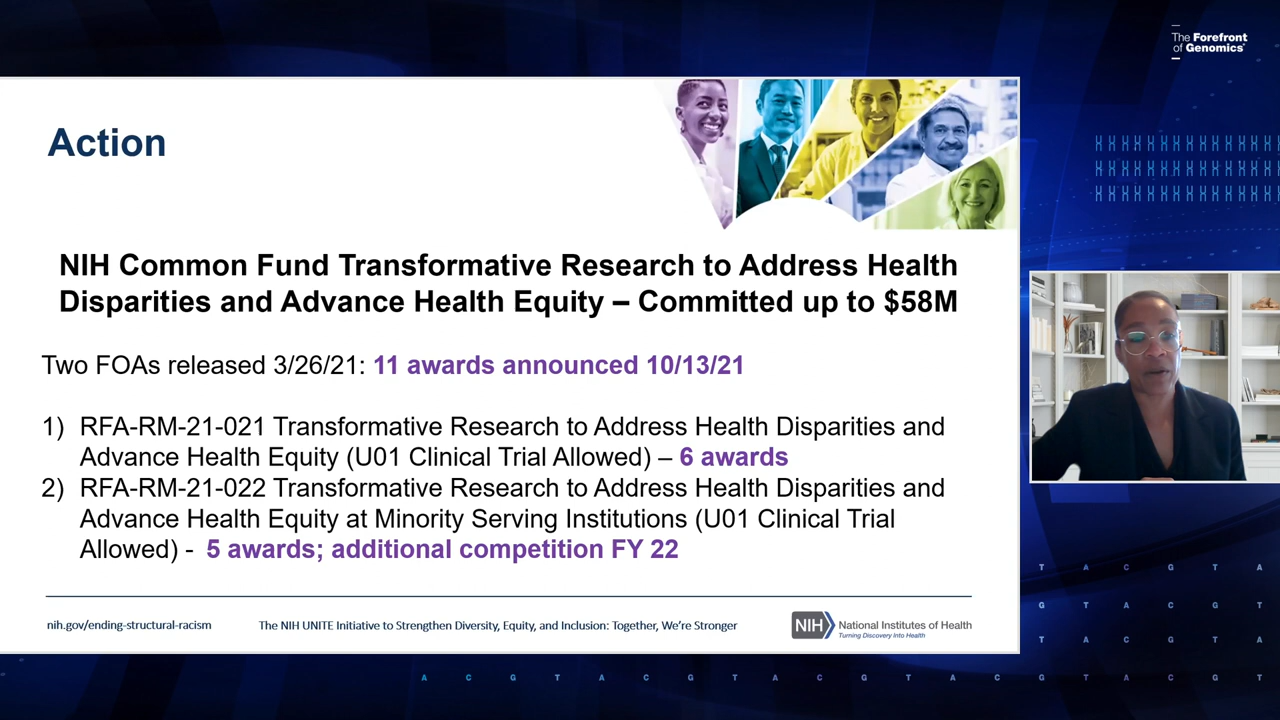 The Forefront
of Genomics®
Action
NIH Common Fund Transformative Research to Address Health
Disparities and Advance Health Equity – Committed up to $58M
Two FOAs released 3/26/21: 11 awards announced 10/13/21
1) RFA-RM-21-021 Transformative Research to Address Health Disparities and
Advance Health Equity (U01 Clinical Trial Allowed) – 6 awards
2) RFA-RM-21-022 Transformative Research to Address Health Disparities and
Advance Health Equity at Minority Serving Institutions (U01 Clinical Trial
Allowed) - 5 awards; additional competition FY 22
nih.gov/ending-structural-racism
The NIH UNITE Initiative to Strengthen Diversity, Equity, and Inclusion: Together, We're Stronger
NIH National Institutes of Health
Turning Discovery Into Health
T A C G T A
G T A C G T
T A C G T A
A C G T A C G T A C G T A C G T A C G T